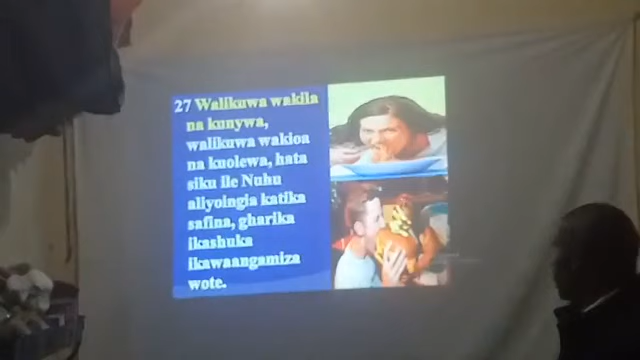 27 Walikuwa wakila
na kunywa,
walikuwa wakioa
na kuolewa, hata
siku ile Nuhu
aliyoingia katika
safina, gharika
ikashuka
ikawaangamiza
wote.